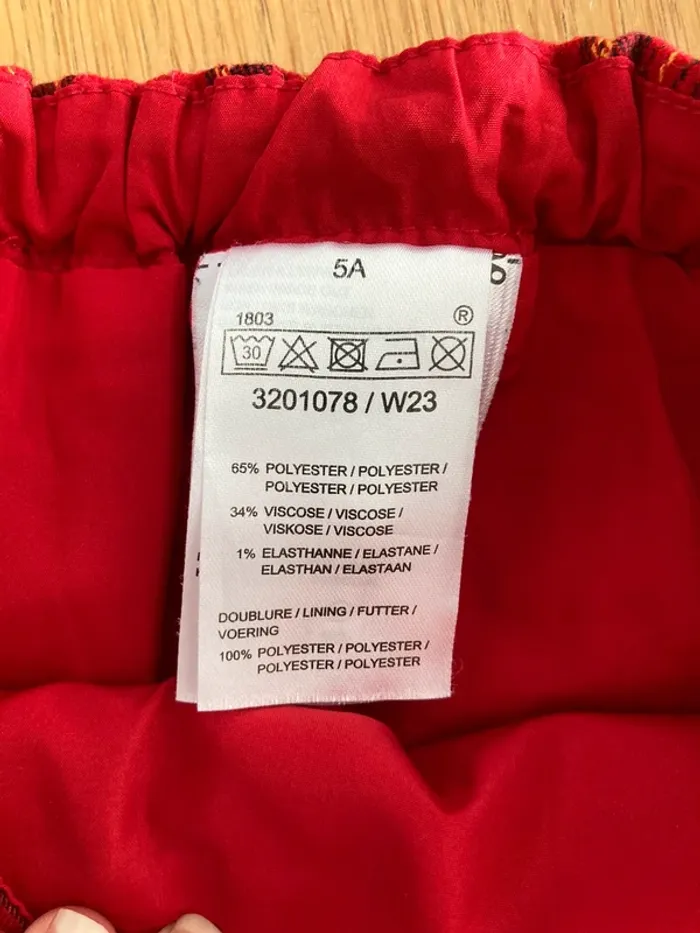 5A
1803 ®
30
3201078 / W23
65% POLYESTER / POLYESTER /
POLYESTER / POLYESTER
34% VISCOSE / VISCOSE /
VISKOSE / VISCOSE
1% ELASTHANNE / ELASTANE /
ELASTHAN / ELASTAAN
DOUBLURE / LINING / FUTTER /
VOERING
100% POLYESTER / POLYESTER /
POLYESTER / POLYESTER